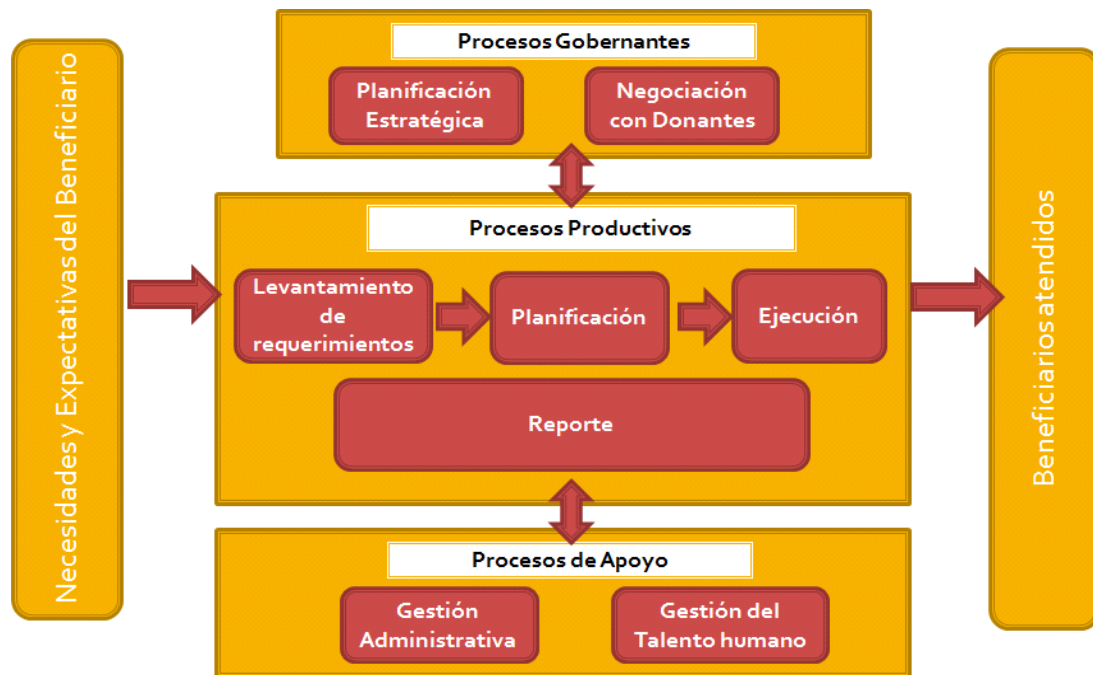 Necesidades y Expectativas del Beneficiario
Procesos Gobernantes
Planificación
Estratégica
Negociación
con Donantes
Procesos Productivos
Levantamiento
de
requerimientos
Planificación
Ejecución
Reporte
Procesos de Apoyo
Gestión
Administrativa
Gestión del
Talento humano
Beneficiarios atendidos